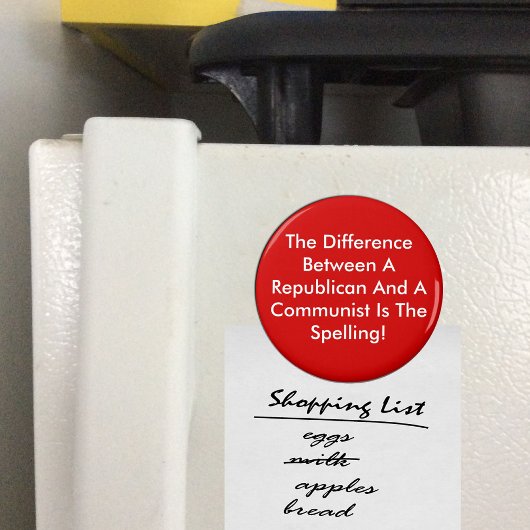 The Difference
Between A
Republican And A
Communist Is The
Spelling!
Shopping List
eggs
milk
apples
bread